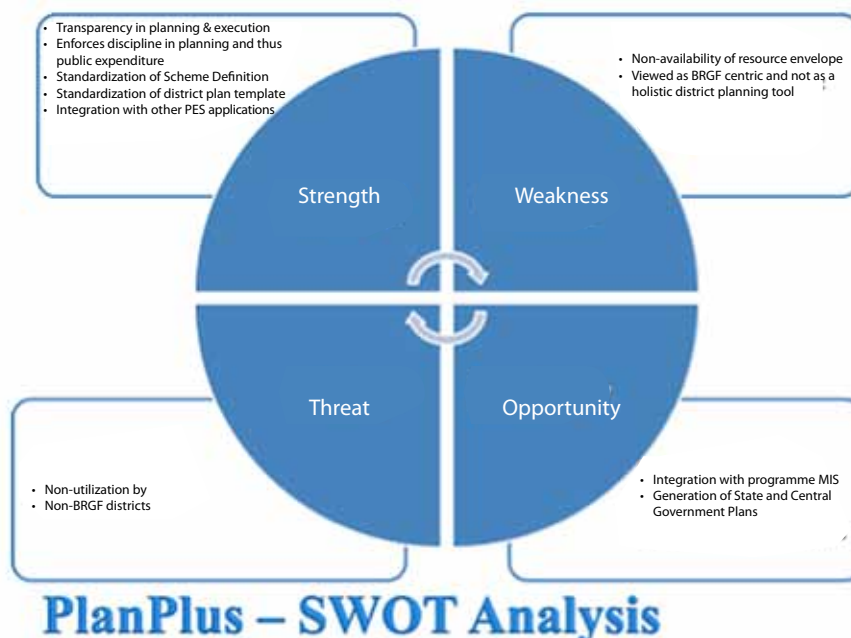 • Transparency in planning & execution
• Enforces discipline in planning and thus
public expenditure
• Standardization of Scheme Definition
• Standardization of district plan template
• Integration with other PES applications
• Non-availability of resource envelope
• Viewed as BRGF centric and not as a
holistic district planning tool
Strength
Weakness
Threat
Opportunity
• Non-utilization by
• Non-BRGF districts
• Integration with programme MIS
• Generation of State and Central
Government Plans
PlanPlus – SWOT Analysis